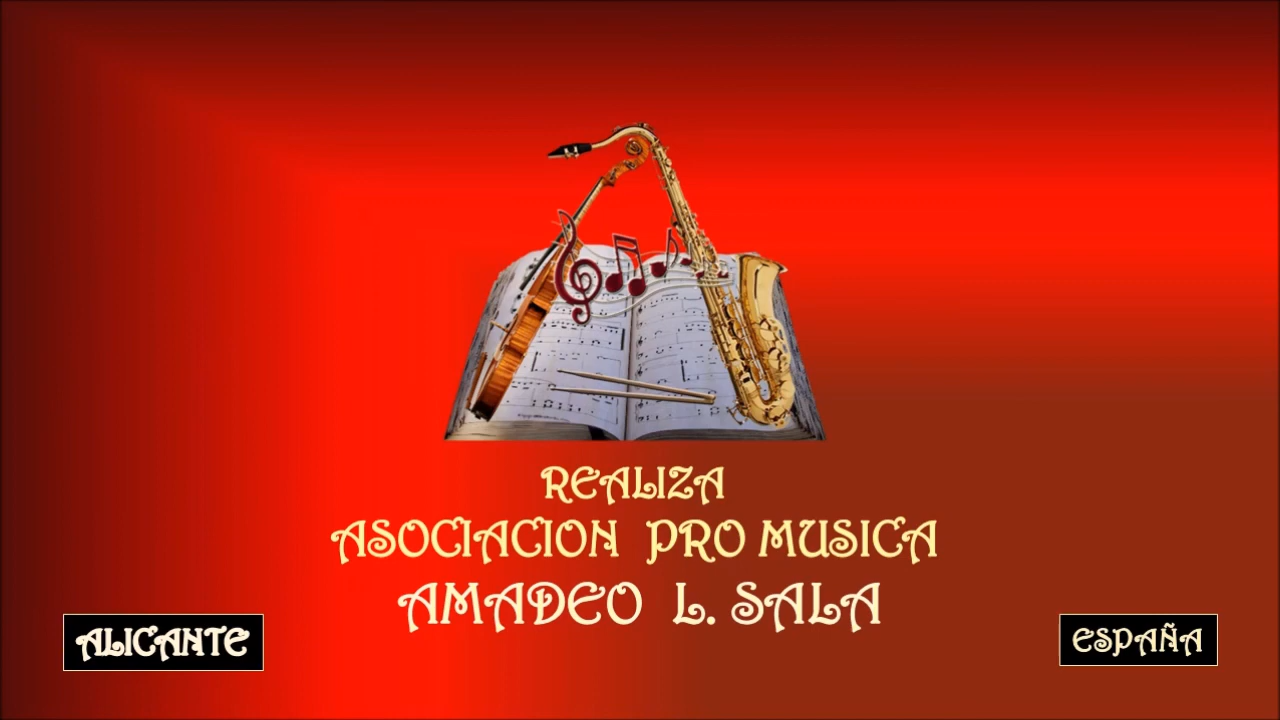 REALIZA
ASOCIACION PRO MUSICA
AMADEO L. SALA
ALICANTE
ESPAÑA